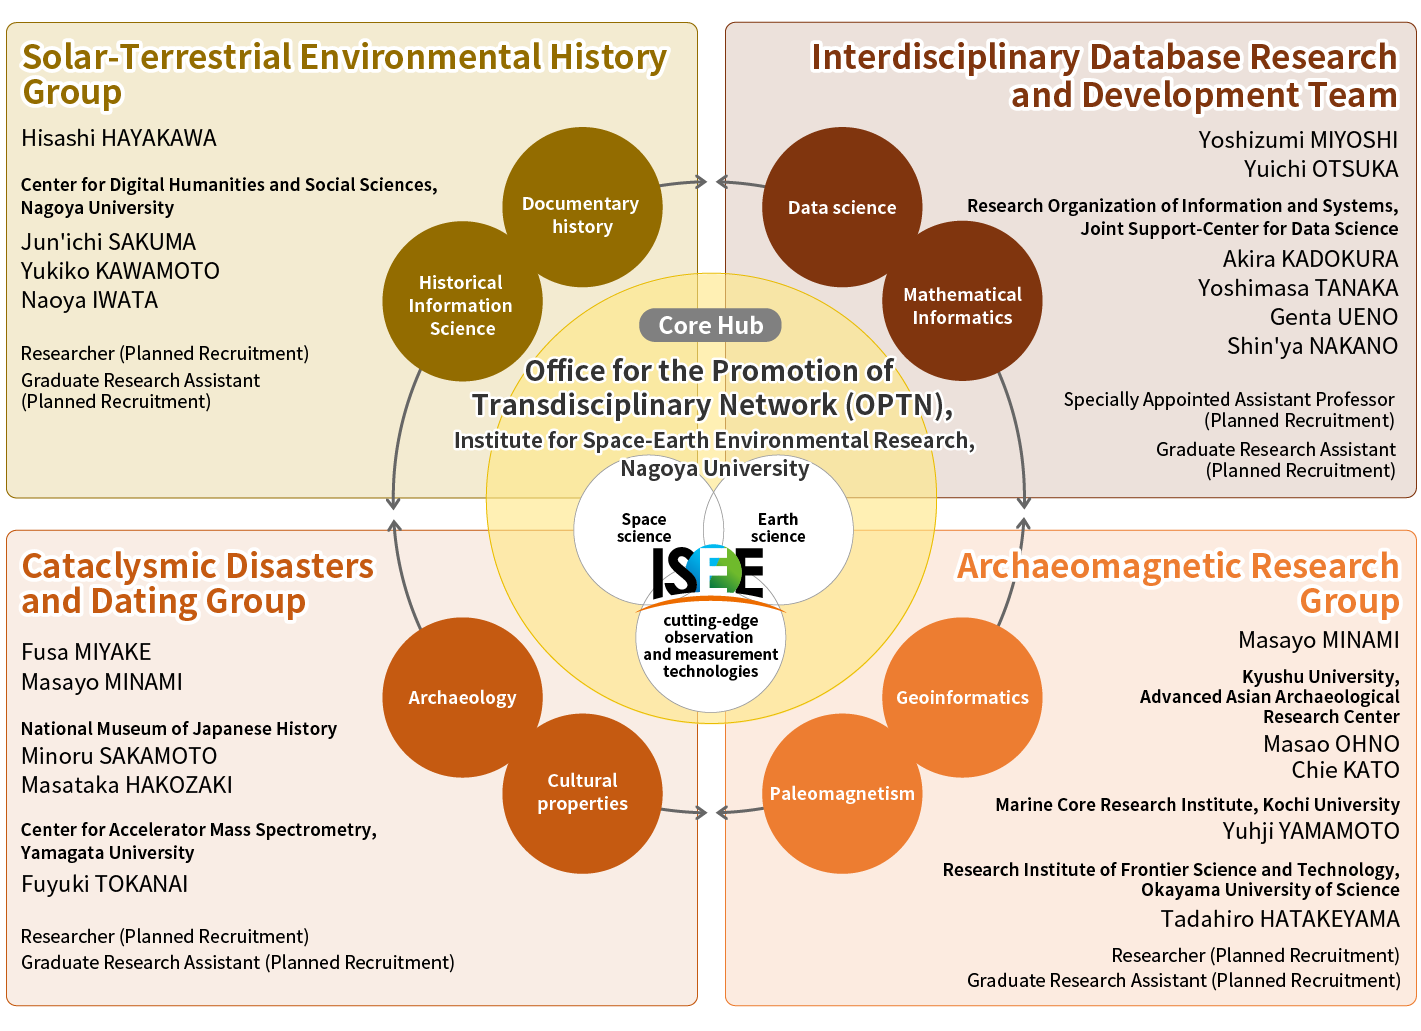 Solar-Terrestrial Environmental History
Group
Hisashi HAYAKAWA
Center for Digital Humanities and Social Sciences,
Nagoya University
Jun'ichi SAKUMA
Yukiko KAWAMOTO
Naoya IWATA
Researcher (Planned Recruitment)
Graduate Research Assistant
(Planned Recruitment)
Documentary
history
Historical
Information
Science
Interdisciplinary Database Research
and Development Team
Yoshizumi MIYOSHI
Yuichi OTSUKA
Research Organization of Information and Systems,
Joint Support-Center for Data Science
Akira KADOKURA
Yoshimasa TANAKA
Genta UENO
Shin'ya NAKANO
Specially Appointed Assistant Professor
(Planned Recruitment)
Graduate Research Assistant
(Planned Recruitment)
Data science
Mathematical
Informatics
Core Hub
Office for the Promotion of
Transdisciplinary Network (OPTN),
Institute for Space-Earth Environmental Research,
Nagoya University
Space
science
Earth
science
ISEE
cutting-edge
observation
and measurement
technologies
Cataclysmic Disasters
and Dating Group
Fusa MIYAKE
Masayo MINAMI
National Museum of Japanese History
Minoru SAKAMOTO
Masataka HAKOZAKI
Center for Accelerator Mass Spectrometry,
Yamagata University
Fuyuki TOKANAI
Researcher (Planned Recruitment)
Graduate Research Assistant (Planned Recruitment)
Archaeology
Cultural
properties
Archaeomagnetic Research
Group
Masayo MINAMI
Kyushu University,
Advanced Asian Archaeological
Research Center
Masao OHNO
Chie KATO
Marine Core Research Institute, Kochi University
Yuhji YAMAMOTO
Research Institute of Frontier Science and Technology,
Okayama University of Science
Tadahiro HATAKEYAMA
Researcher (Planned Recruitment)
Graduate Research Assistant (Planned Recruitment)
Geoinformatics
Paleomagnetism